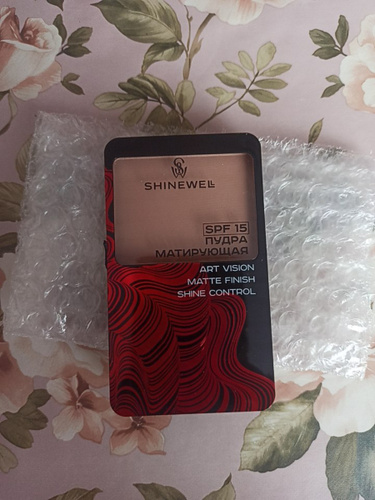 SHINEWELL
SPF 15
ПУДРА
МАТИРУЮЩАЯ
ART VISION
MATTE FINISH
SHINE CONTROL